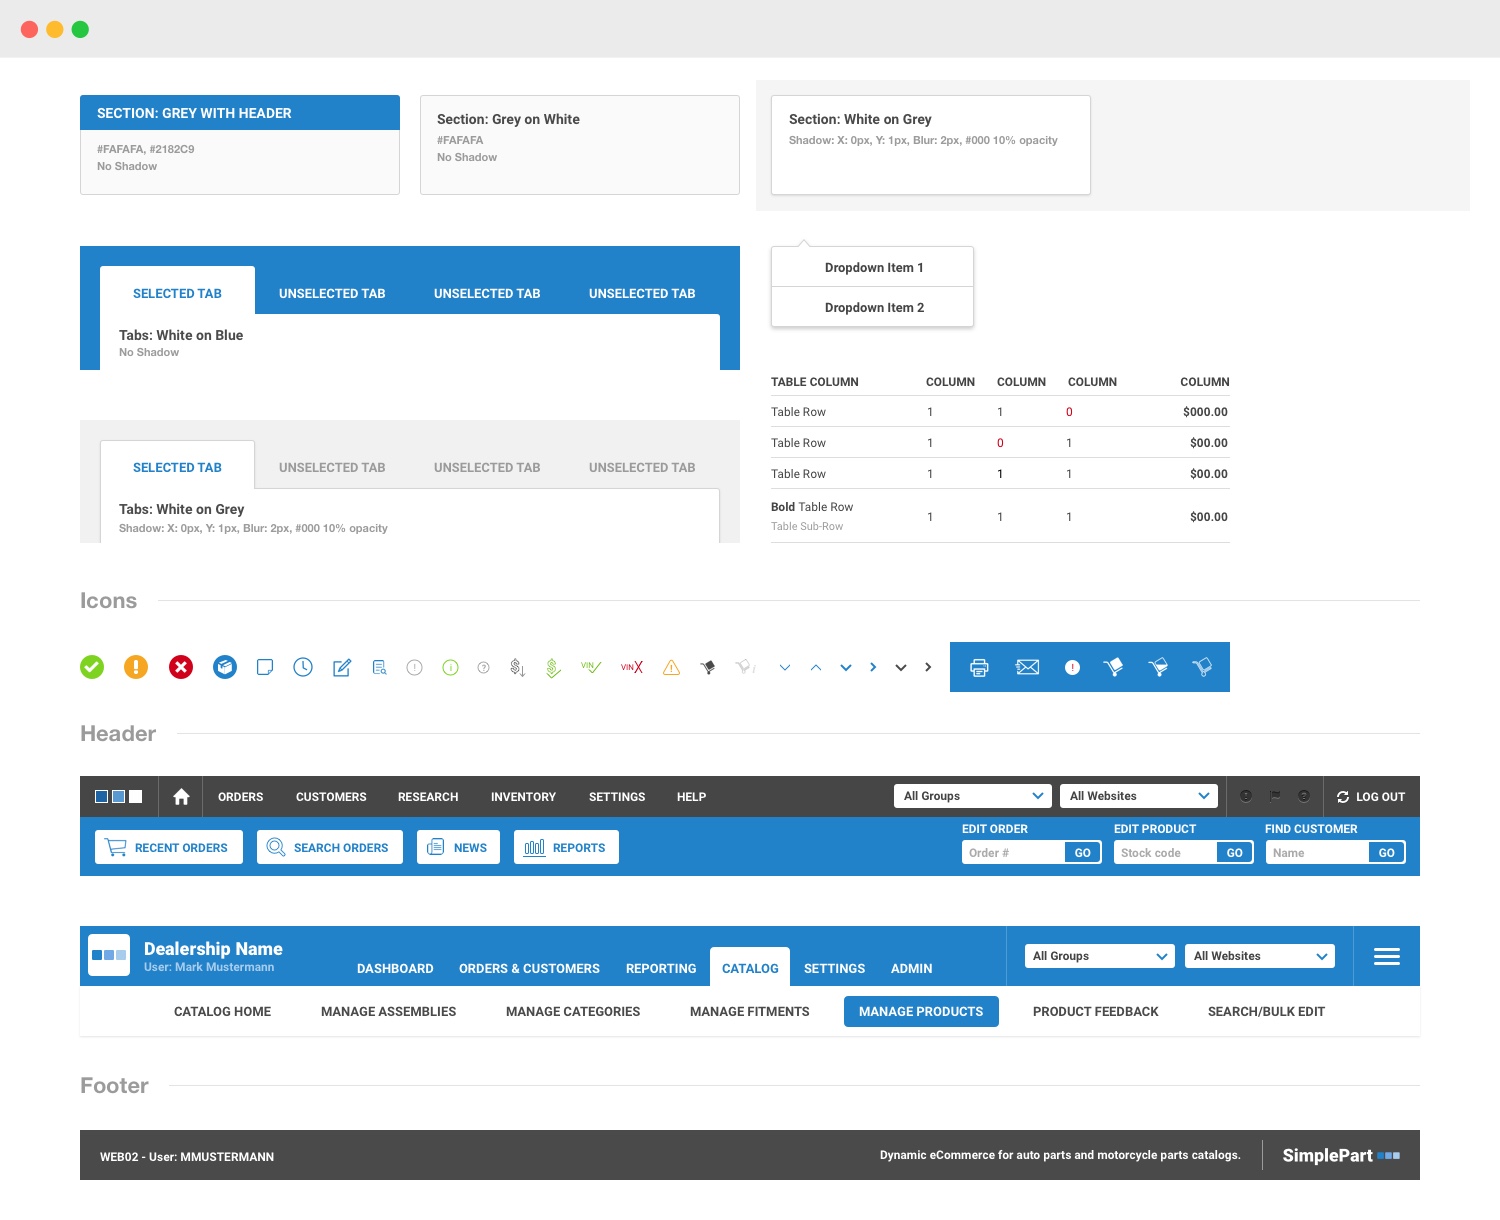 SECTION: GREY WITH HEADER
#FAFAFA, #2182C9
No Shadow
Section: Grey on White
#FAFAFA
No Shadow
Section: White on Grey
Shadow: X: 0px, Y: 1px, Blur: 2px, #000 10% opacity
SELECTED TAB UNSELECTED TAB UNSELECTED TAB UNSELECTED TAB
Tabs: White on Blue
No Shadow
Dropdown Item 1
Dropdown Item 2
SELECTED TAB UNSELECTED TAB UNSELECTED TAB UNSELECTED TAB
Tabs: White on Grey
Shadow: X: 0px, Y: 1px, Blur: 2px, #000 10% opacity
TABLE COLUMN COLUMN COLUMN COLUMN COLUMN
Table Row 1 1 0 $000.00
Table Row 1 0 1 $00.00
Table Row 1 1 1 $00.00
Bold Table Row 1 1 1 $00.00
Table Sub-Row
Icons
VIN VIN
Header
ORDERS CUSTOMERS RESEARCH INVENTORY SETTINGS HELP All Groups All Websites LOG OUT
EDIT ORDER EDIT PRODUCT FIND CUSTOMER
RECENT ORDERS SEARCH ORDERS NEWS REPORTS Order # GO Stock code GO Name GO
Dealership Name
User: Mark Mustermann
DASHBOARD ORDERS & CUSTOMERS REPORTING CATALOG SETTINGS ADMIN All Groups All Websites
CATALOG HOME MANAGE ASSEMBLIES MANAGE CATEGORIES MANAGE FITMENTS MANAGE PRODUCTS PRODUCT FEEDBACK SEARCH/BULK EDIT
Footer
WEB02 - User: MMUSTERMANN Dynamic eCommerce for auto parts and motorcycle parts catalogs. SimplePart